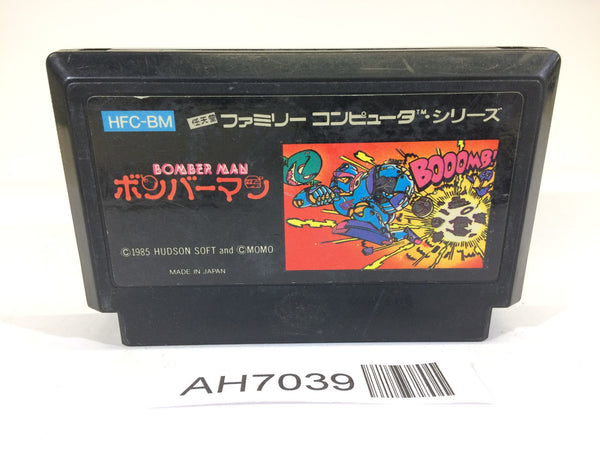 HFC-BM 任天堂 ファミリー コンピュータ™・シリーズ
BOMBER MAN
ボンバーマン
BOOOMB!
©1985 HUDSON SOFT and ©MOMO
MADE IN JAPAN
AH7039